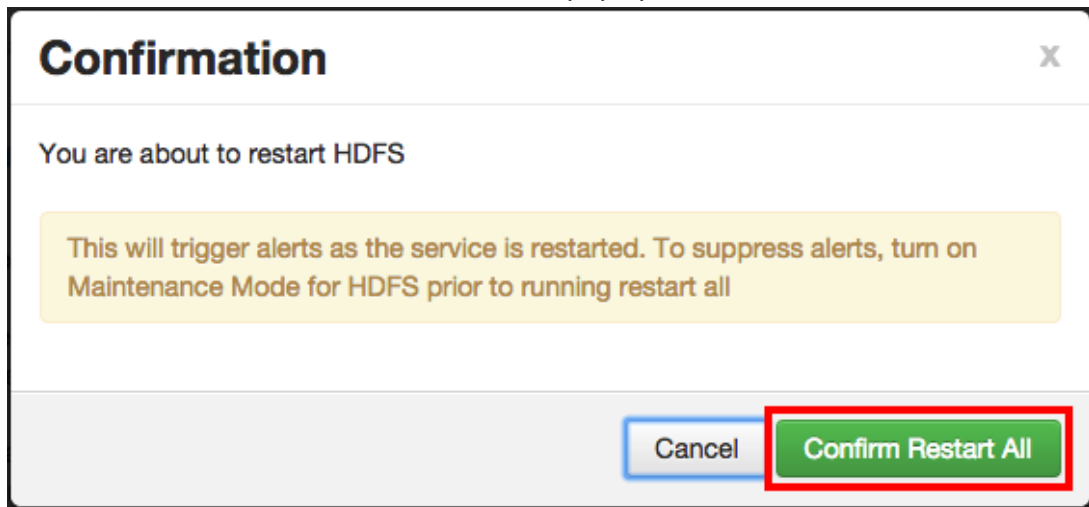 Confirmation
x
You are about to restart HDFS
This will trigger alerts as the service is restarted. To suppress alerts, turn on
Maintenance Mode for HDFS prior to running restart all
Cancel
Confirm Restart All